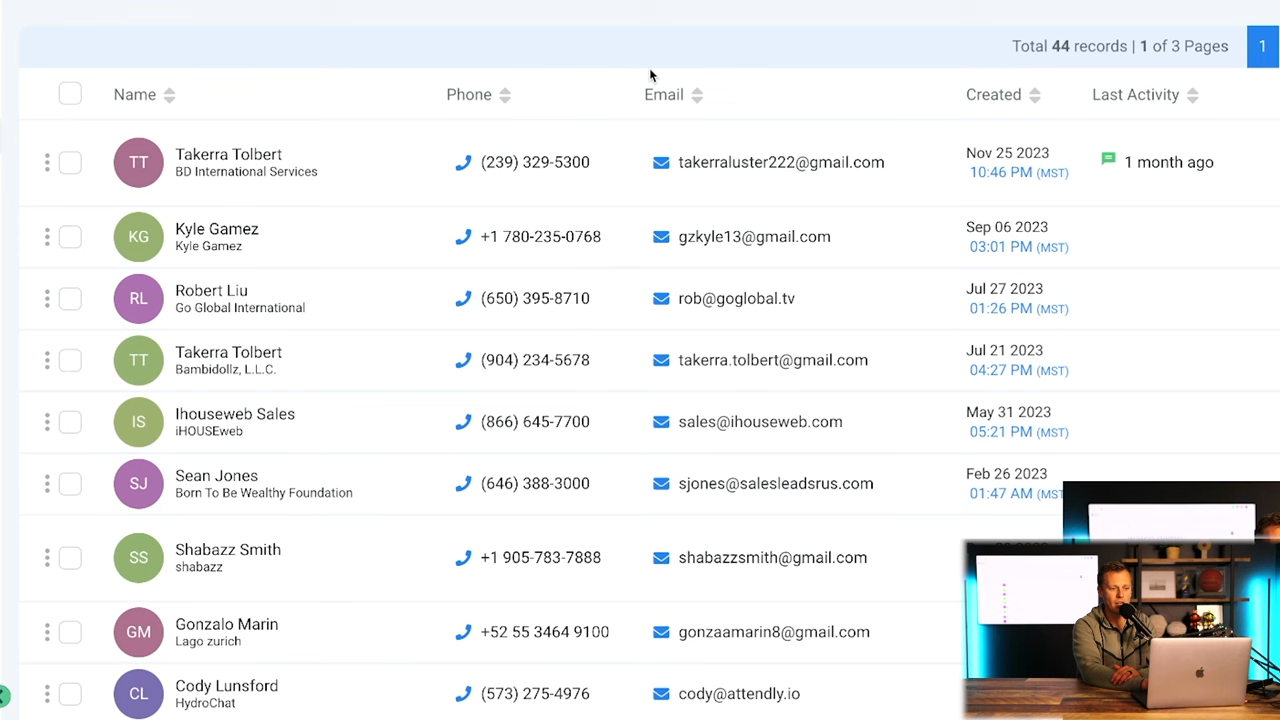 Total 44 records | 1 of 3 Pages
1
Name
Phone
Email
Created
Last Activity
TT
Takerra Tolbert
BD International Services
(239) 329-5300
takerraluster222@gmail.com
Nov 25 2023
10:46 PM (MST)
1 month ago
KG
Kyle Gamez
Kyle Gamez
+1 780-235-0768
gzkyle13@gmail.com
Sep 06 2023
03:01 PM (MST)
RL
Robert Liu
Go Global International
(650) 395-8710
rob@goglobal.tv
Jul 27 2023
01:26 PM (MST)
TT
Takerra Tolbert
Bambidollz, L.L.C.
(904) 234-5678
takerra.tolbert@gmail.com
Jul 21 2023
04:27 PM (MST)
IS
Ihouseweb Sales
iHOUSEweb
(866) 645-7700
sales@ihouseweb.com
May 31 2023
05:21 PM (MST)
SJ
Sean Jones
Born To Be Wealthy Foundation
(646) 388-3000
sjones@salesleadsrus.com
Feb 26 2023
01:47 AM (MST
SS
Shabazz Smith
shabazz
+1 905-783-7888
shabazzsmith@gmail.com
GM
Gonzalo Marin
Lago zurich
+52 55 3464 9100
gonzaamarin8@gmail.com
CL
Cody Lunsford
HydroChat
(573) 275-4976
cody@attendly.io